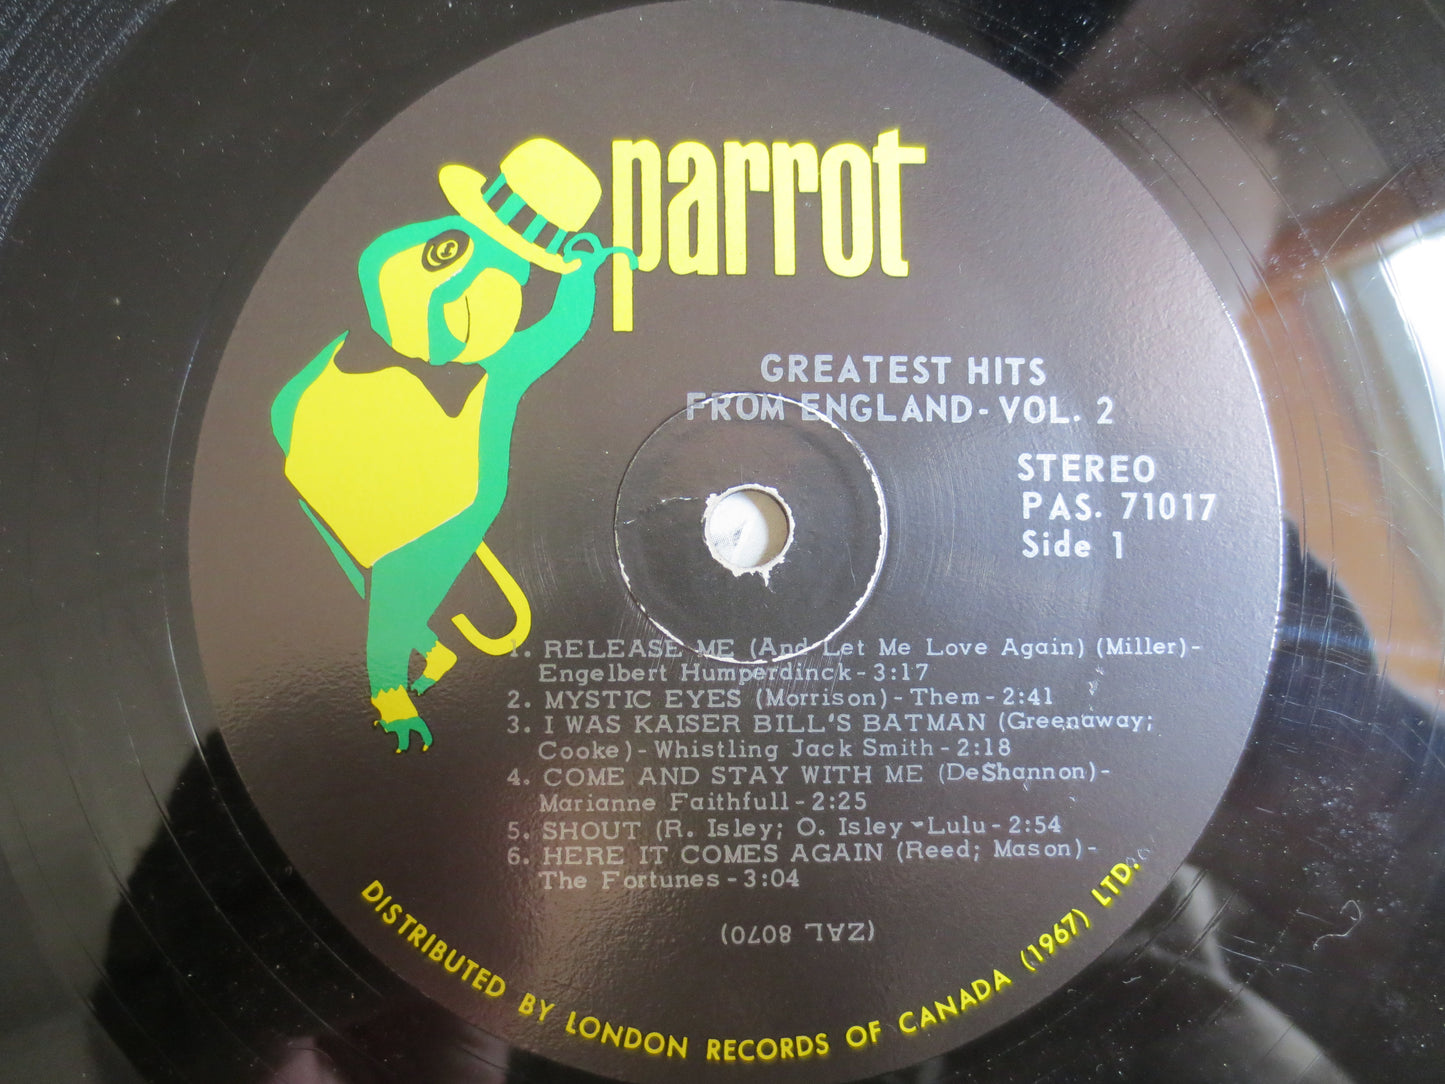 parrot
GREATEST HITS
FROM ENGLAND - VOL. 2
STEREO
PAS. 71017
Side 1
1. RELEASE ME (And Let Me Love Again) (Miller)-
Engelbert Humperdinck - 3:17
2. MYSTIC EYES (Morrison) - Them - 2:41
3. I WAS KAISER BILL'S BATMAN (Greenaway;
Cooke) - Whistling Jack Smith - 2:18
4. COME AND STAY WITH ME (DeShannon)-
Marianne Faithfull - 2:25
5. SHOUT (R. Isley; O. Isley - Lulu - 2:54
6. HERE IT COMES AGAIN (Reed; Mason)-
The Fortunes - 3:04
(ZAL 8070)
DISTRIBUTED BY LONDON RECORDS OF CANADA (1967) LTD.